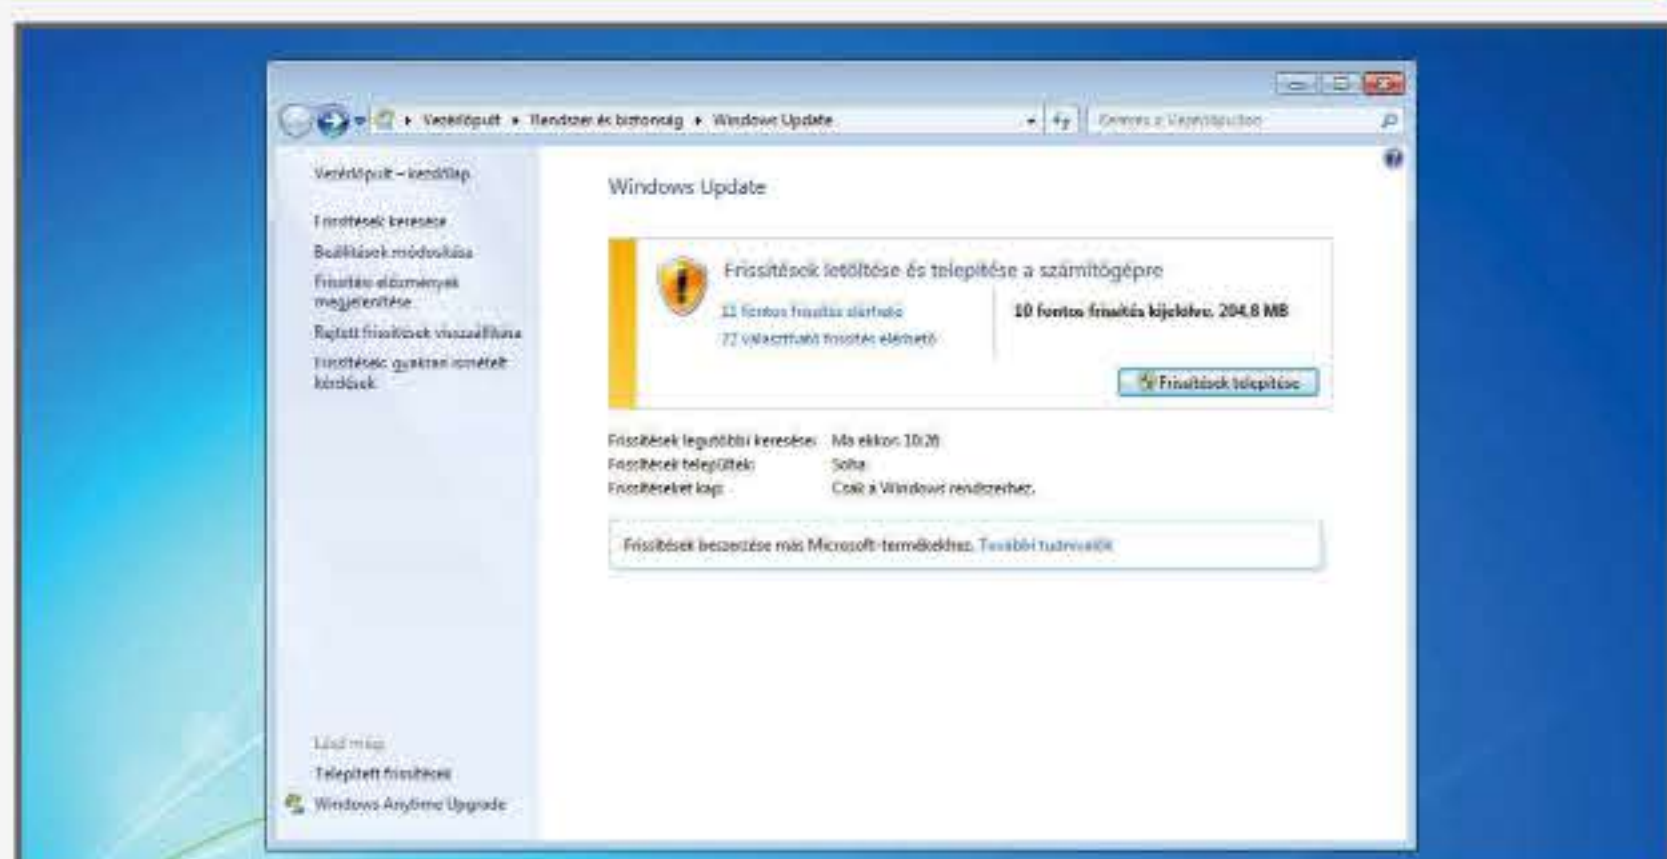 Vezérlőpult ▸ Rendszer és biztonság ▸ Windows Update
Keresés a Vezérlőpulton
Vezérlőpult – kezdőlap
Frissítések keresése
Beállítások módosítása
Frissítési előzmények
megjelenítése
Rejtett frissítések visszaállítása
Frissítések: gyakran ismételt
kérdések
Windows Update
Frissítések letöltése és telepítése a számítógépre
fontos frissítés elérhető
választható frissítés elérhető
10 fontos frissítés kijelölve, 204,8 MB
Frissítések telepítése
Frissítések legutóbbi keresése: Ma ekkor: 10:26
Frissítések települtek: Soha
Frissítéseket kap: Csak a Windows rendszerhez.
Frissítések beszerzése más Microsoft-termékekhez. További tudnivalók
Lásd még:
Telepített frissítések
Windows Anytime Upgrade